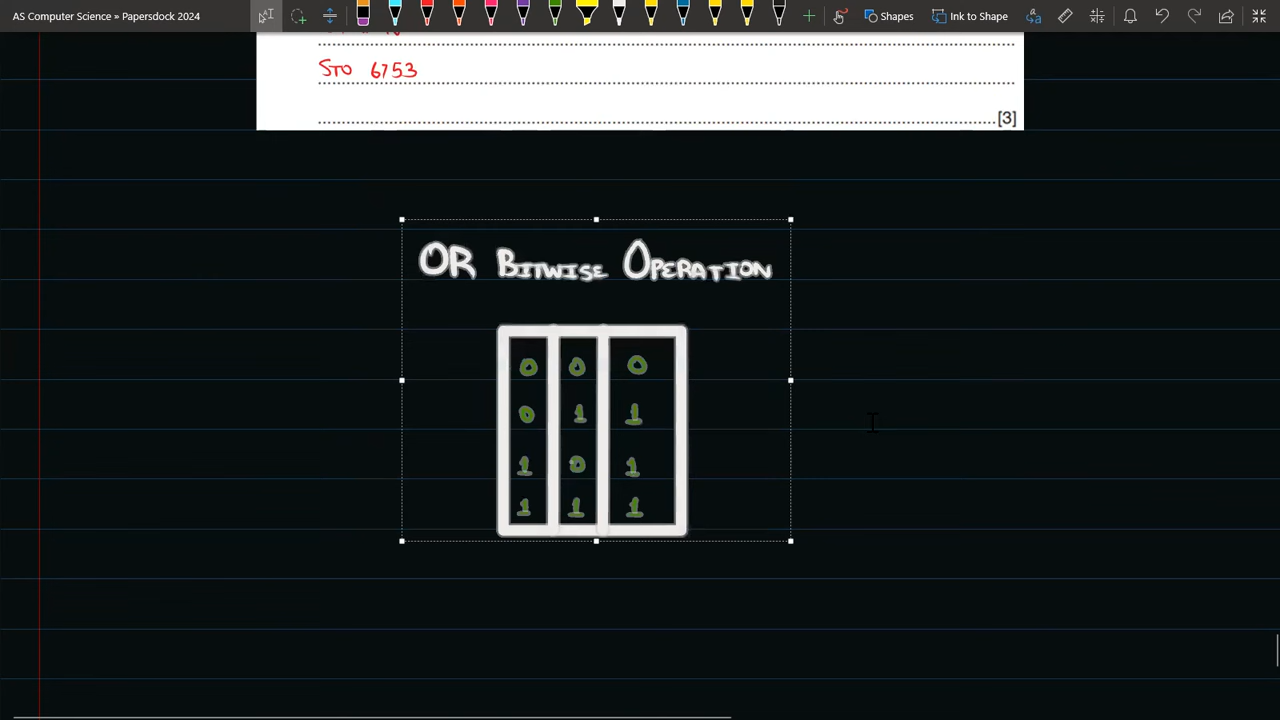 AS Computer Science » Papersdock 2024
Shapes
Ink to Shape
STO 6753
[3]
OR BITWISE OPERATION
0 0 0
0 1 1
1 0 1
1 1 1